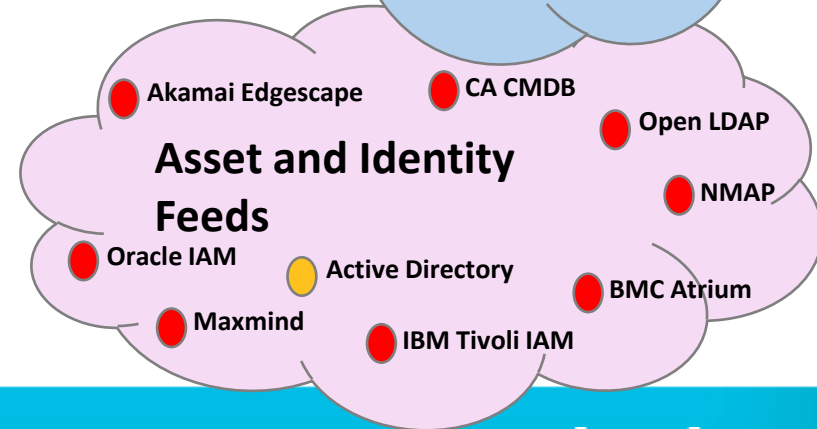 Akamai Edgescape
CA CMDB
Open LDAP
Asset and Identity
Feeds
NMAP
Oracle IAM
Active Directory
BMC Atrium
Maxmind
IBM Tivoli IAM